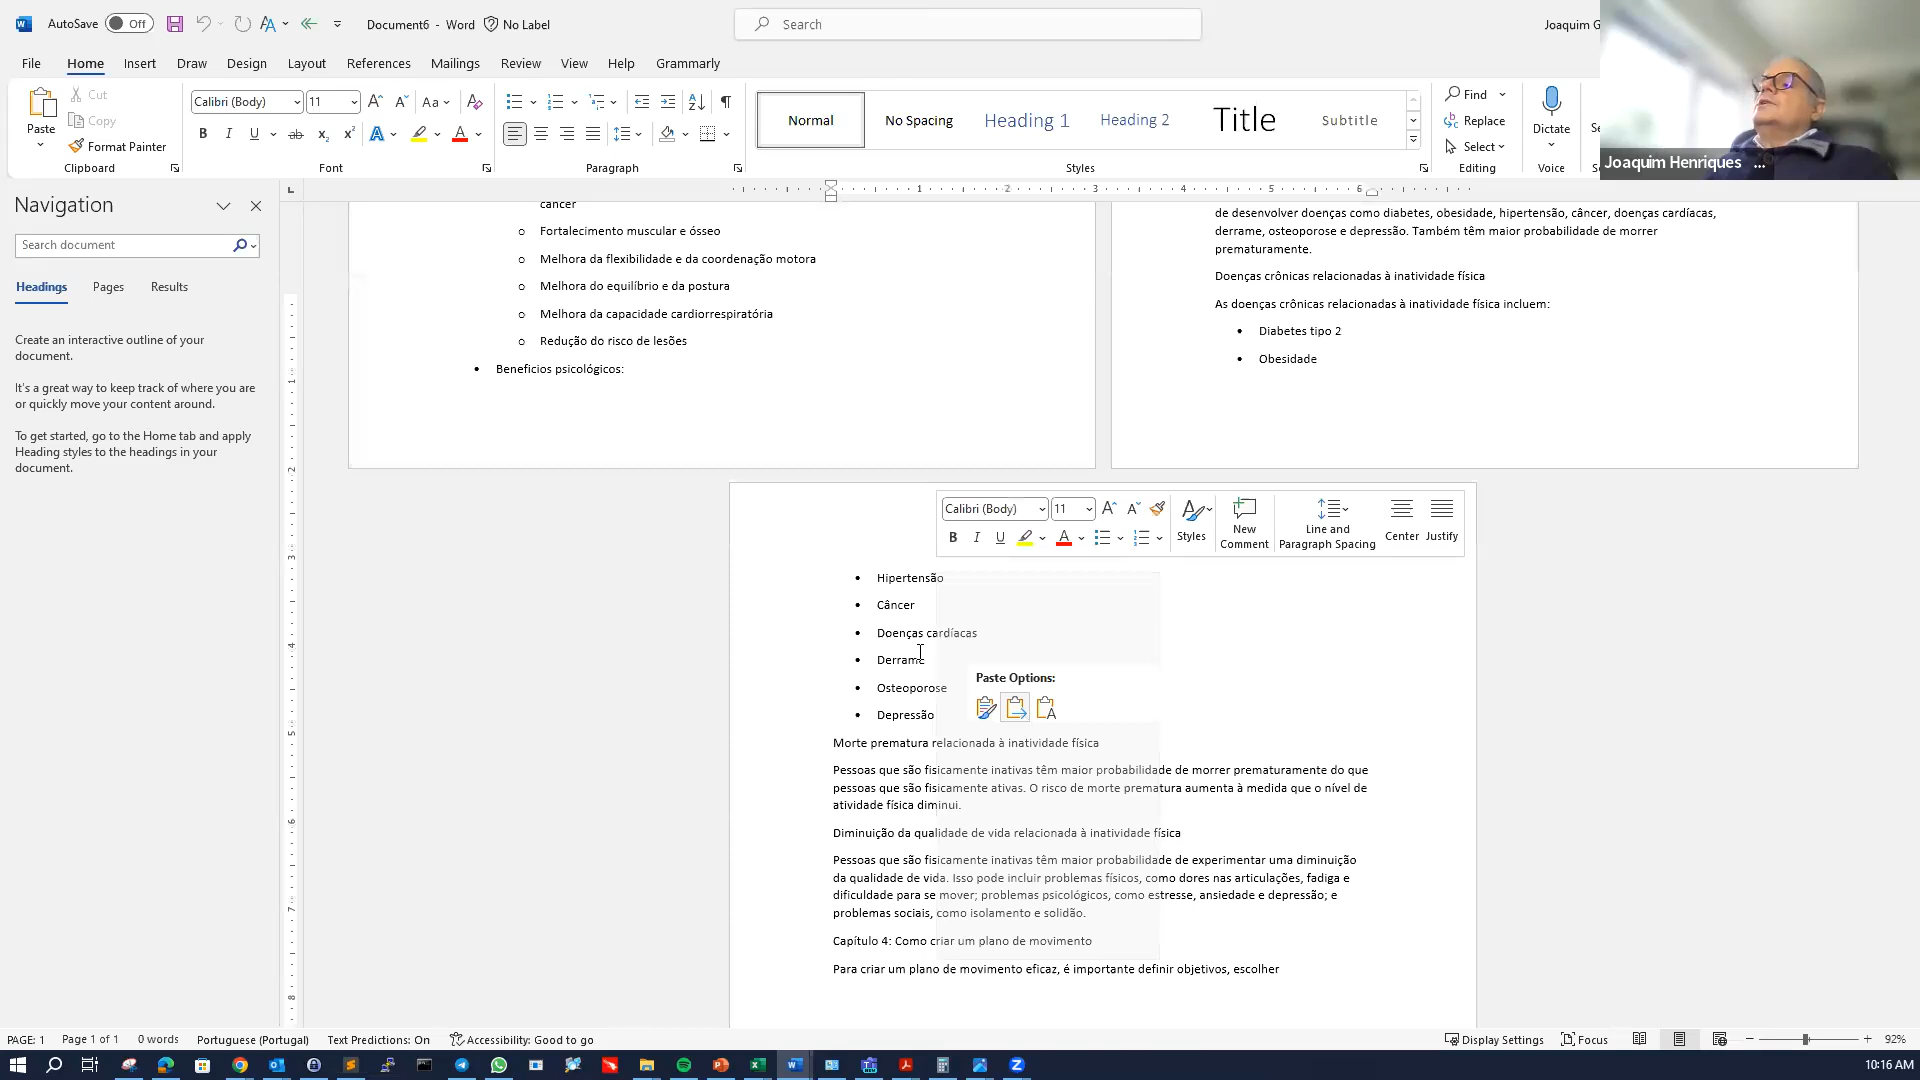 AutoSave Off Document6 - Word No Label Search Joaquim G
File Home Insert Draw Design Layout References Mailings Review View Help Grammarly
Paste Cut Copy Format Painter Clipboard
Calibri (Body) 11 Font
Paragraph
Normal No Spacing Heading 1 Heading 2 Title Subtitle Styles
Find Replace Select Editing
Dictate Voice
Joaquim Henriques ...
Navigation
Search document
Headings Pages Results
Create an interactive outline of your
document.
It's a great way to keep track of where you are
or quickly move your content around.
To get started, go to the Home tab and apply
Heading styles to the headings in your
document.
câncer
Fortalecimento muscular e ósseo
Melhora da flexibilidade e da coordenação motora
Melhora do equilíbrio e da postura
Melhora da capacidade cardiorrespiratória
Redução do risco de lesões
Benefícios psicológicos:
de desenvolver doenças como diabetes, obesidade, hipertensão, câncer, doenças cardíacas,
derrame, osteoporose e depressão. Também têm maior probabilidade de morrer
prematuramente.
Doenças crônicas relacionadas à inatividade física
As doenças crônicas relacionadas à inatividade física incluem:
Diabetes tipo 2
Obesidade
Calibri (Body) 11
Styles
New
Comment
Line and
Paragraph Spacing
Center Justify
Hipertensão
Câncer
Doenças cardíacas
Derrame
Osteoporose
Depressão
Paste Options:
Morte prematura relacionada à inatividade física
Pessoas que são fisicamente inativas têm maior probabilidade de morrer prematuramente do que
pessoas que são fisicamente ativas. O risco de morte prematura aumenta à medida que o nível de
atividade física diminui.
Diminuição da qualidade de vida relacionada à inatividade física
Pessoas que são fisicamente inativas têm maior probabilidade de experimentar uma diminuição
da qualidade de vida. Isso pode incluir problemas físicos, como dores nas articulações, fadiga e
dificuldade para se mover; problemas psicológicos, como estresse, ansiedade e depressão; e
problemas sociais, como isolamento e solidão.
Capítulo 4: Como criar um plano de movimento
Para criar um plano de movimento eficaz, é importante definir objetivos, escolher
PAGE: 1 Page 1 of 1 0 words Portuguese (Portugal) Text Predictions: On Accessibility: Good to go Display Settings Focus 92%
10:16 AM